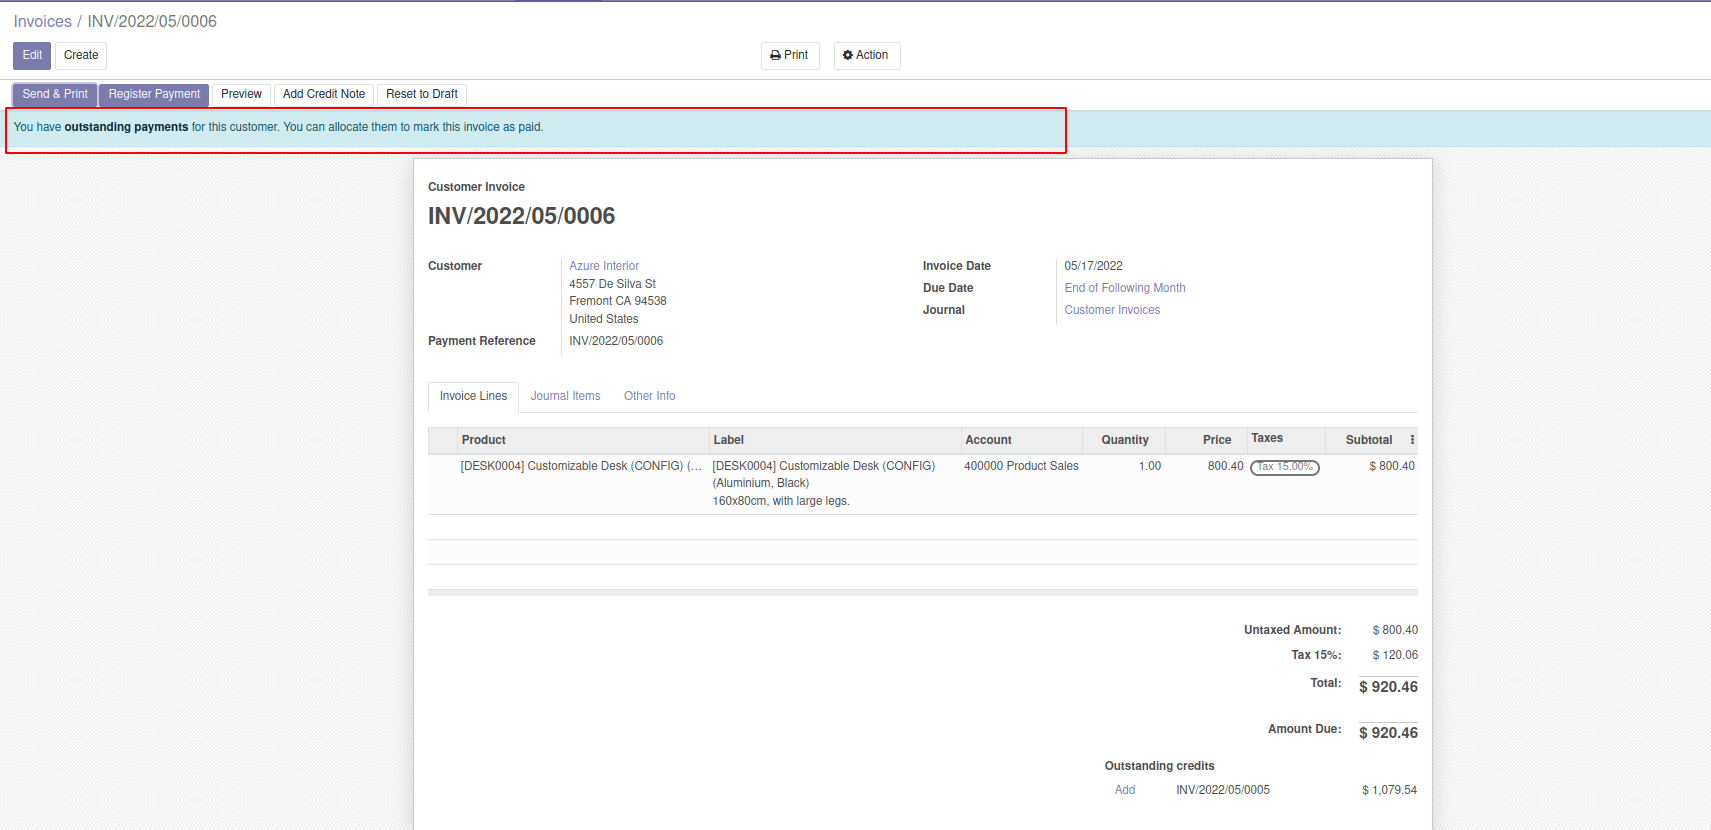 Invoices / INV/2022/05/0006
Edit Create Print Action
Send & Print Register Payment Preview Add Credit Note Reset to Draft
You have outstanding payments for this customer. You can allocate them to mark this invoice as paid.
Customer Invoice
INV/2022/05/0006
Customer Azure Interior
4557 De Silva St
Fremont CA 94538
United States
Payment Reference INV/2022/05/0006
Invoice Date 05/17/2022
Due Date End of Following Month
Journal Customer Invoices
Invoice Lines Journal Items Other Info
Product Label Account Quantity Price Taxes Subtotal
[DESK0004] Customizable Desk (CONFIG) (... [DESK0004] Customizable Desk (CONFIG) 400000 Product Sales 1.00 800.40 Tax 15.00% $ 800.40
(Aluminium, Black)
160x80cm, with large legs.
Untaxed Amount: $ 800.40
Tax 15%: $ 120.06
Total: $ 920.46
Amount Due: $ 920.46
Outstanding credits
Add INV/2022/05/0005 $ 1,079.54